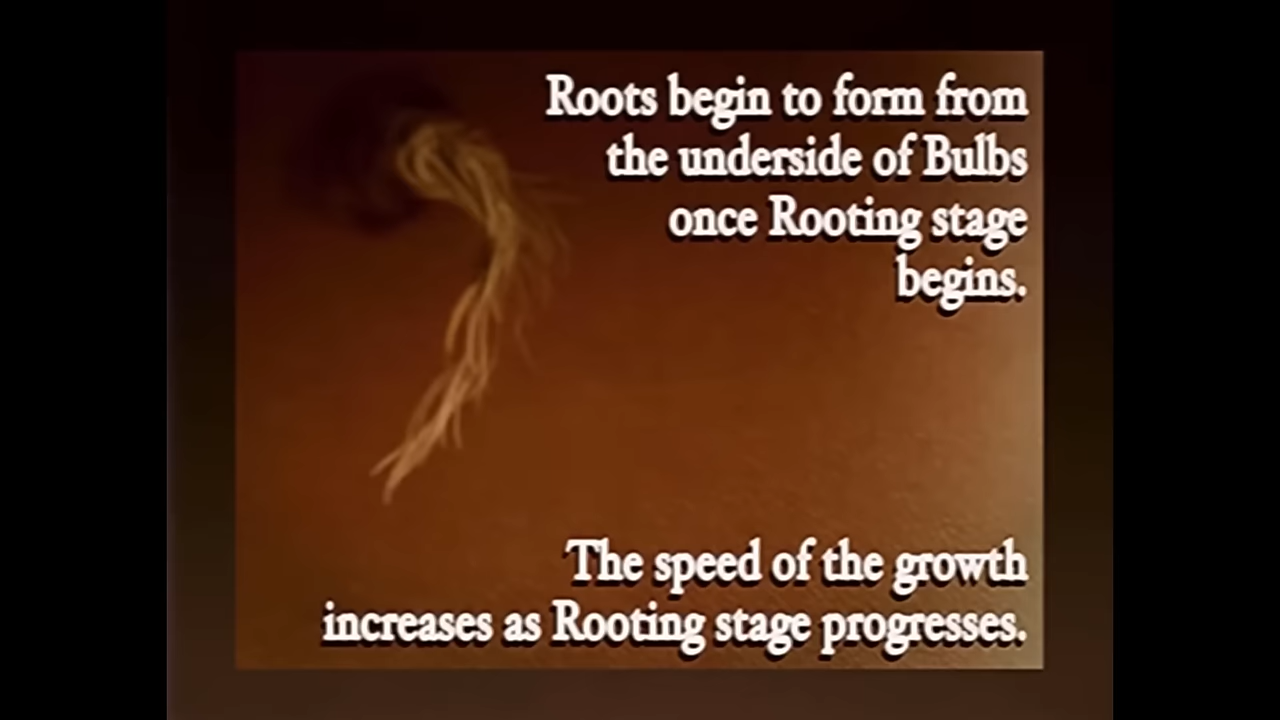 Roots begin to form from
the underside of Bulbs
once Rooting stage
begins.
The speed of the growth
increases as Rooting stage progresses.